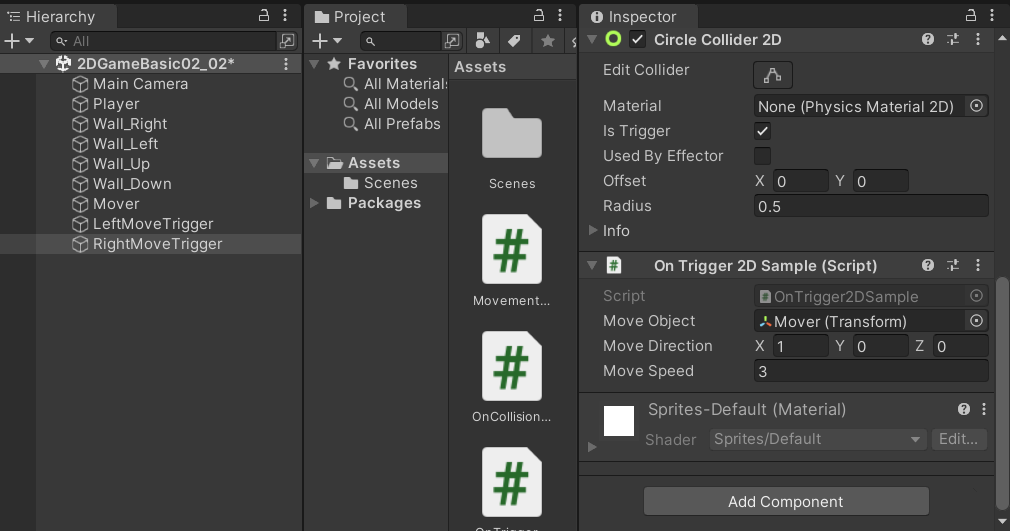 Hierarchy
All
2DGameBasic02_02*
Main Camera
Player
Wall_Right
Wall_Left
Wall_Up
Wall_Down
Mover
LeftMoveTrigger
RightMoveTrigger
Project
Favorites
All Materials
All Models
All Prefabs
Assets
Scenes
Packages
Assets
Scenes
Movement...
OnCollision...
OnTrigger...
Inspector
Circle Collider 2D
Edit Collider
Material None (Physics Material 2D)
Is Trigger
Used By Effector
Offset X 0 Y 0
Radius 0.5
Info
On Trigger 2D Sample (Script)
Script OnTrigger2DSample
Move Object Mover (Transform)
Move Direction X 1 Y 0 Z 0
Move Speed 3
Sprites-Default (Material)
Shader Sprites/Default Edit...
Add Component